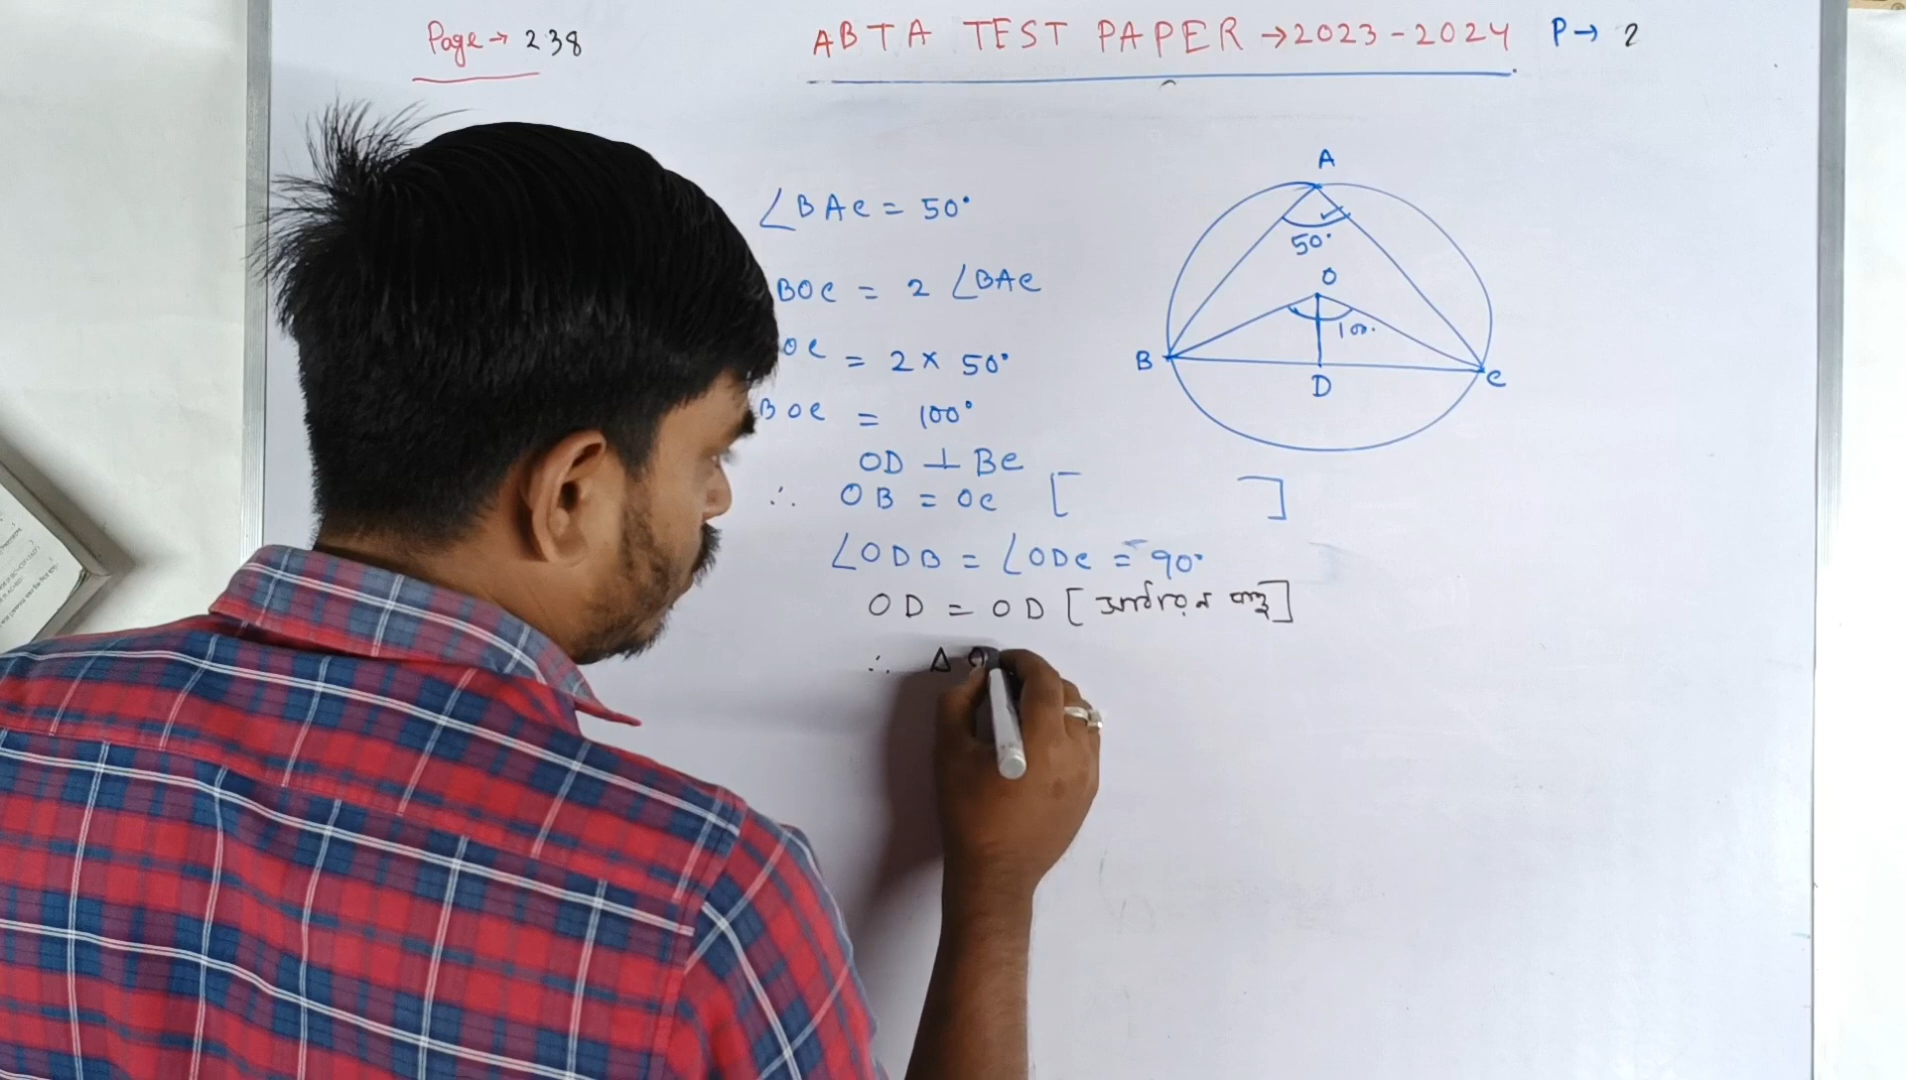 Page → 238
ABTA TEST PAPER → 2023-2024 P → 2
∠BAC = 50°
BOC = 2 ∠BAC
OC = 2 × 50°
BOC = 100°
OD ⊥ BC
∴ OB = OC [ ]
∠ODB = ∠ODC = 90°
OD = OD [সাধারণ বাহু]
∴ Δ O
A
50°
O
100°
B
D
C